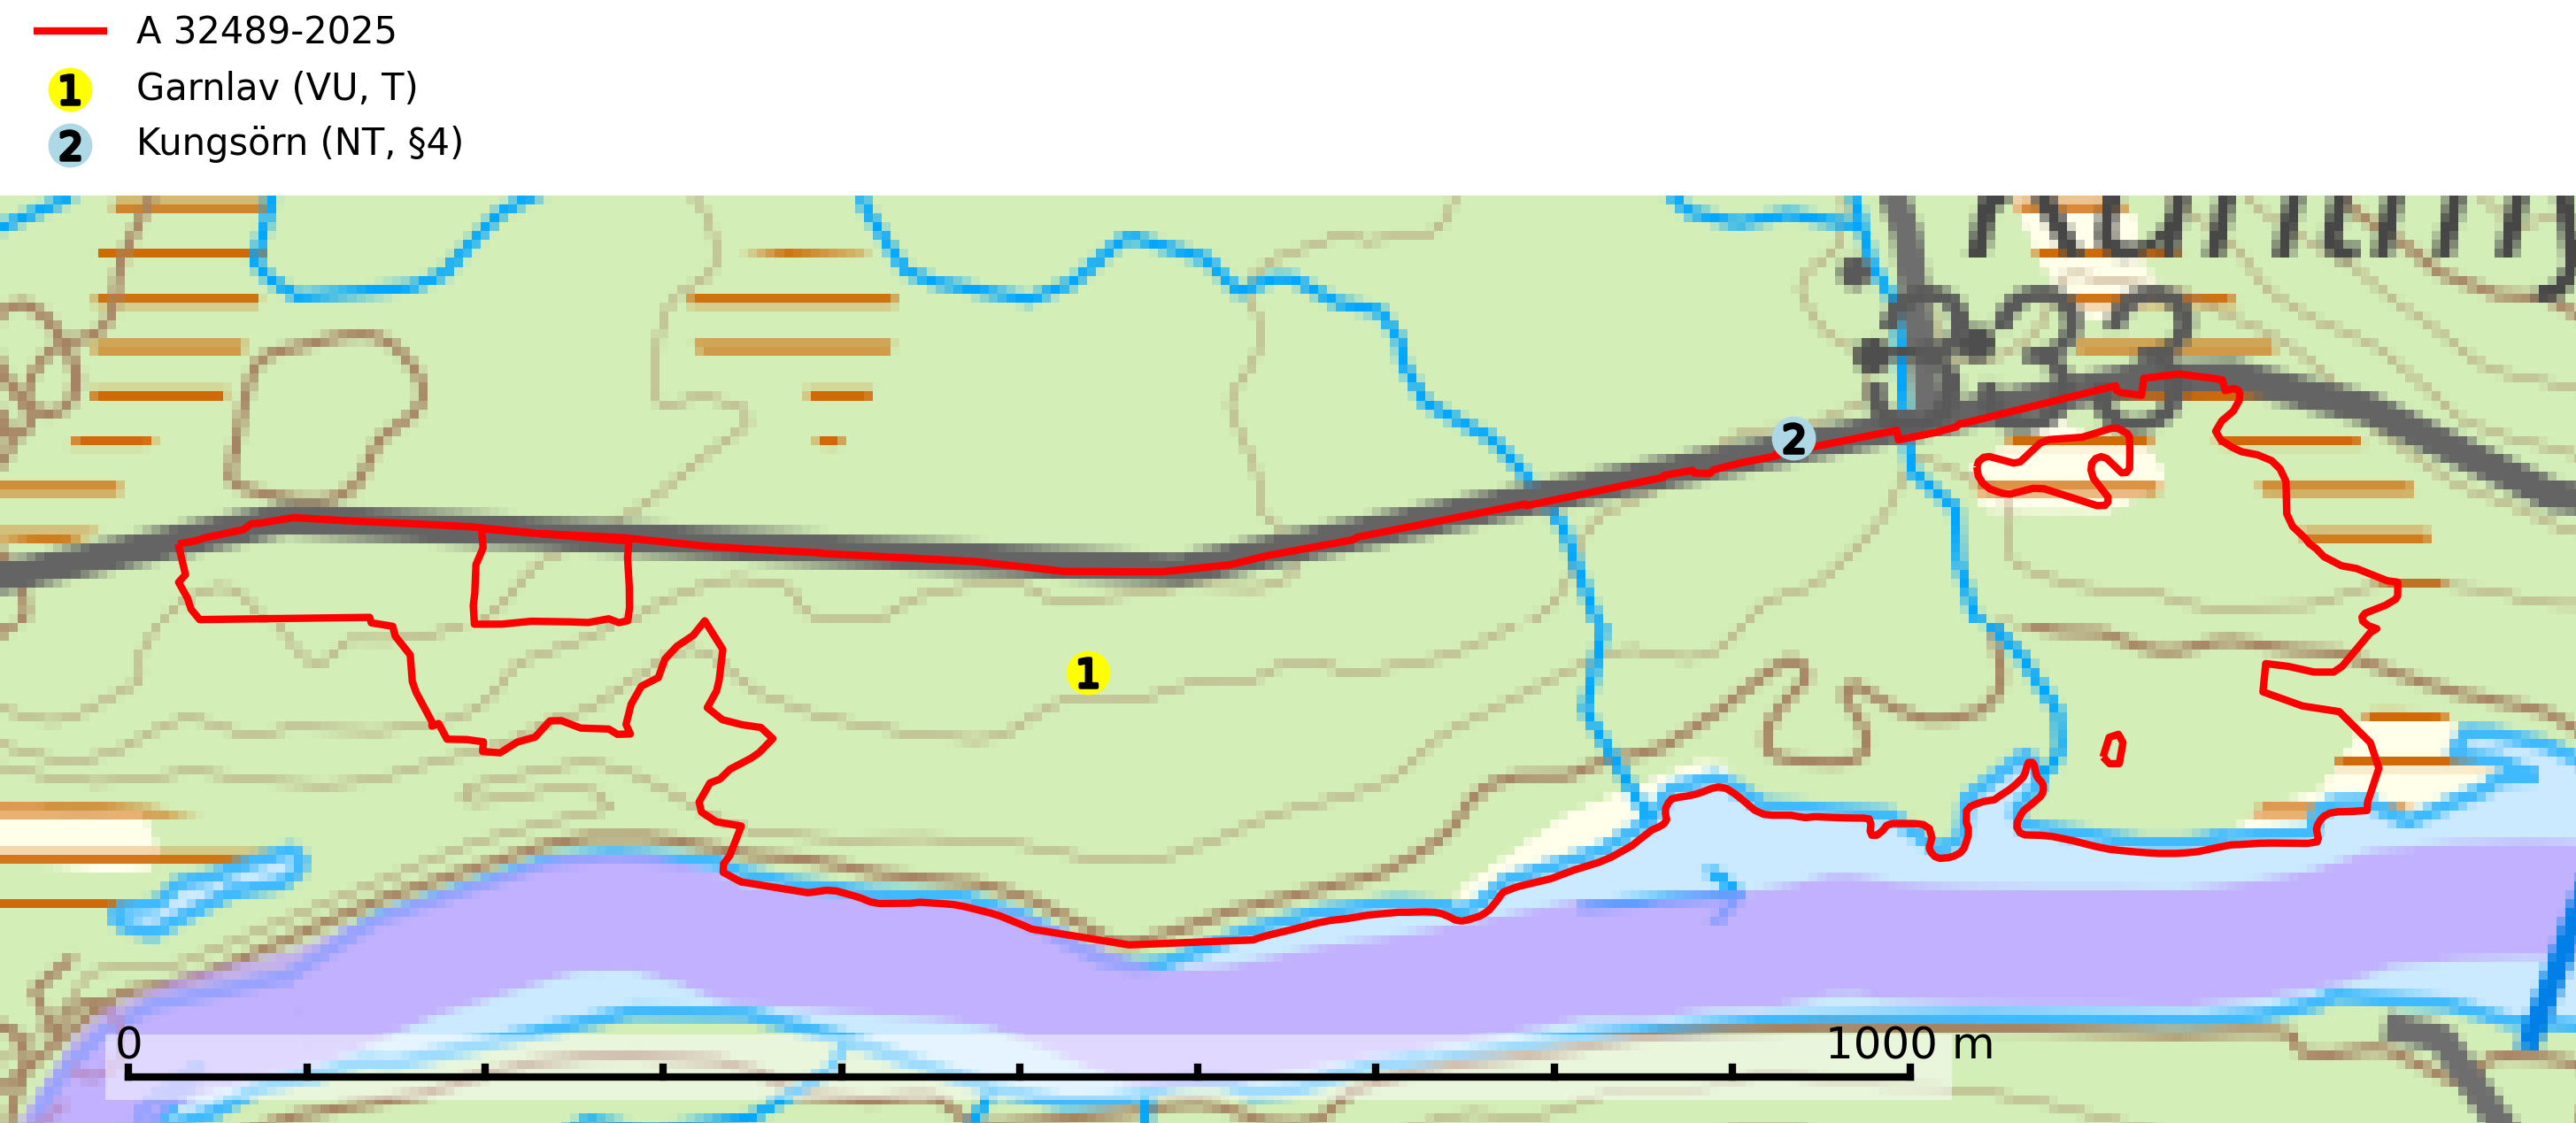 A 32489-2025
1 Garnlav (VU, T)
2 Kungsörn (NT, §4)
2
1
0
1000 m